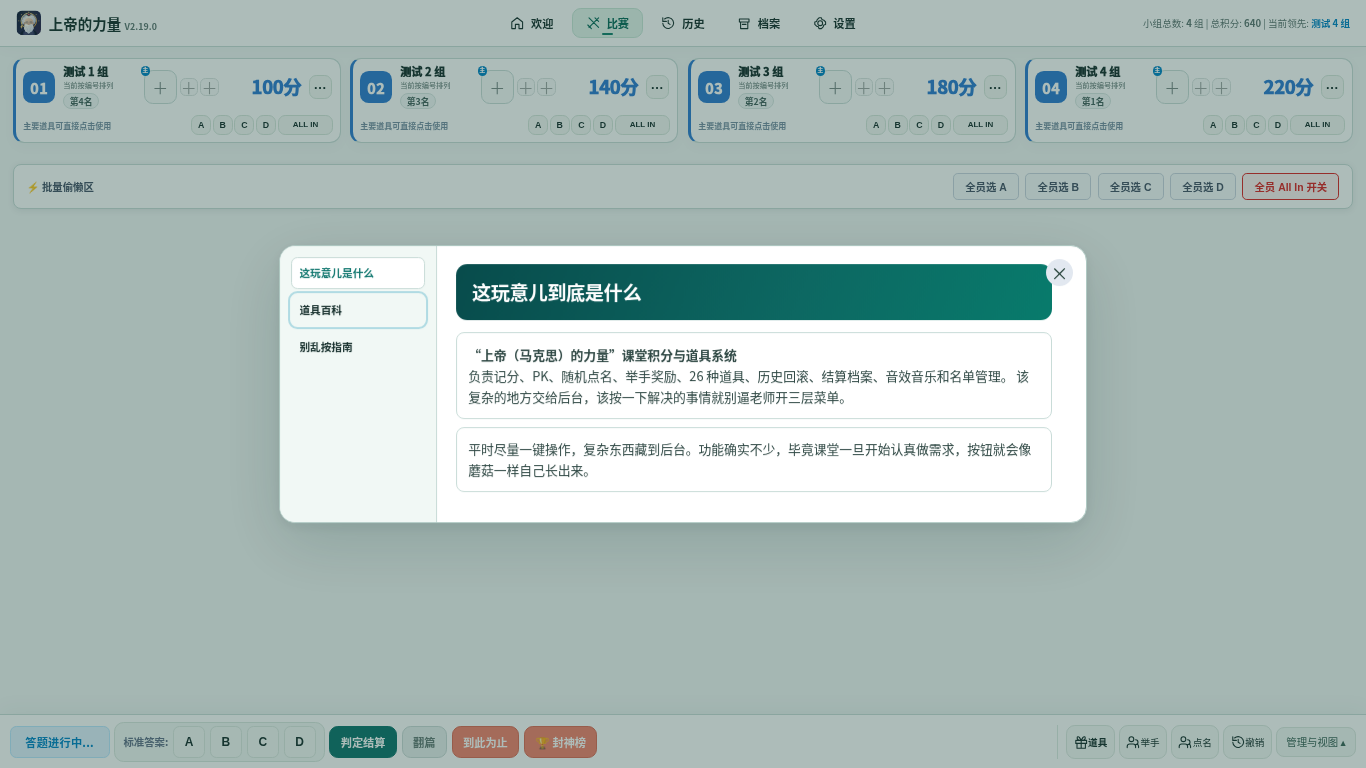 上帝的力量 V2.19.0
欢迎
比赛
历史
档案
设置
小组总数: 4 组 | 总积分: 640 | 当前领先: 测试 4 组
01
测试 1 组
当前按编号排列
第4名
主
100分
...
主要道具可直接点击使用
A B C D ALL IN
02
测试 2 组
当前按编号排列
第3名
主
140分
...
主要道具可直接点击使用
A B C D ALL IN
03
测试 3 组
当前按编号排列
第2名
主
180分
...
主要道具可直接点击使用
A B C D ALL IN
04
测试 4 组
当前按编号排列
第1名
主
220分
...
主要道具可直接点击使用
A B C D ALL IN
⚡ 批量偷懒区
全员选 A
全员选 B
全员选 C
全员选 D
全员 All In 开关
这玩意儿是什么
道具百科
别乱按指南
这玩意儿到底是什么
“上帝（马克思）的力量”课堂积分与道具系统
负责记分、PK、随机点名、举手奖励、26 种道具、历史回滚、结算档案、音效音乐和名单管理。 该
复杂的地方交给后台，该按一下解决的事情就别逼老师开三层菜单。
平时尽量一键操作，复杂东西藏到后台。功能确实不少，毕竟课堂一旦开始认真做需求，按钮就会像
蘑菇一样自己长出来。
答题进行中...
标准答案: A B C D
判定结算
翻篇
到此为止
🏆 封神榜
道具
举手
点名
撤销
管理与视图 ▴